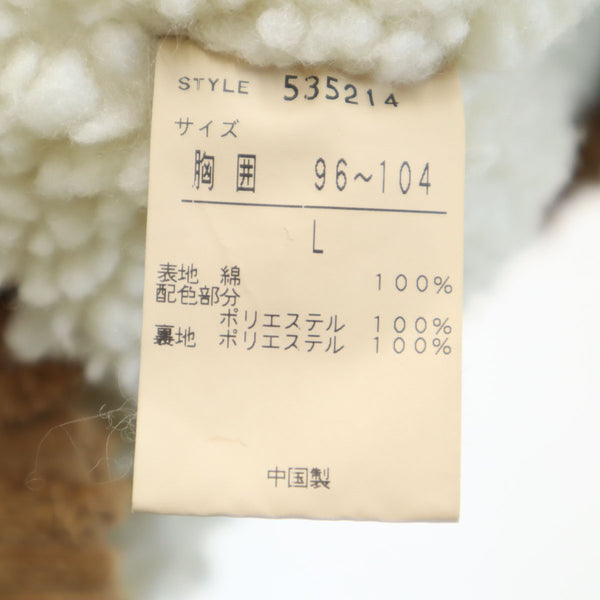 STYLE 535214
サイズ
胸囲 96~104
L
表地 綿 100%
配色部分
ポリエステル 100%
裏地 ポリエステル 100%
中国製